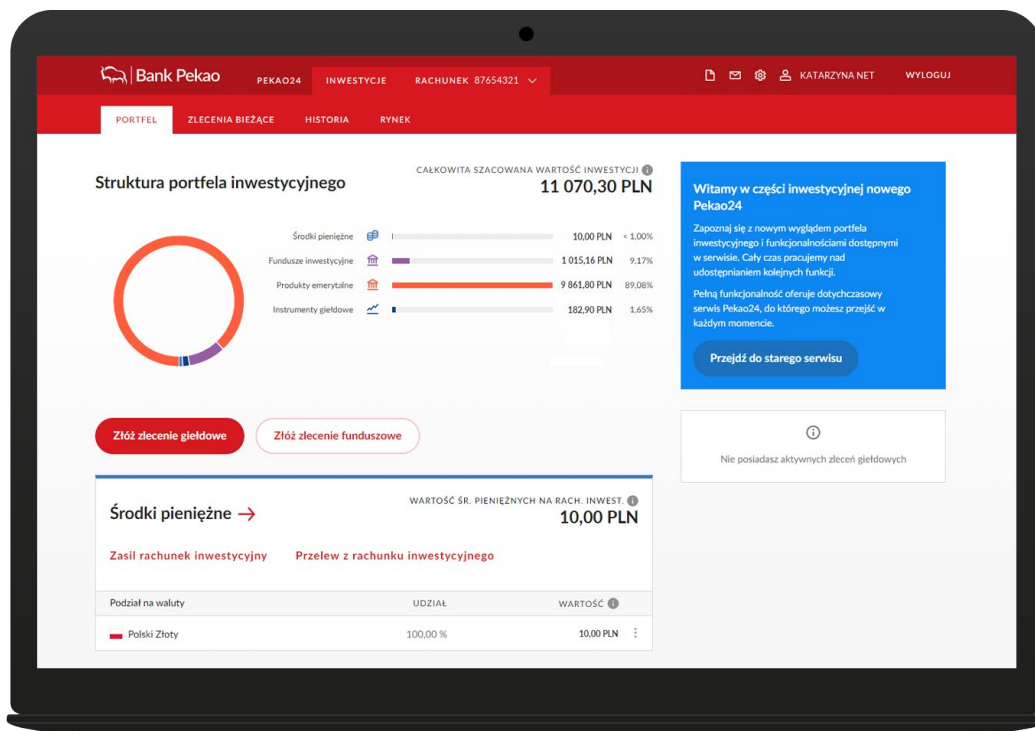 Bank Pekao
PEKAO24 INWESTYCJE RACHUNEK 87654321 KATARZYNA NET WYLOGUJ
PORTFEL ZLECENIA BIEŻĄCE HISTORIA RYNEK
Struktura portfela inwestycyjnego
CAŁKOWITA SZACOWANA WARTOŚĆ INWESTYCJI
11 070,30 PLN
Środki pieniężne 10,00 PLN < 1,00%
Fundusze inwestycyjne 1 015,16 PLN 9,17%
Produkty emerytalne 9 861,80 PLN 89,08%
Instrumenty giełdowe 182,90 PLN 1,65%
Witamy w części inwestycyjnej nowego
Pekao24
Zapoznaj się z nowym wyglądem portfela
inwestycyjnego i funkcjonalnościami dostępnymi
w serwisie. Cały czas pracujemy nad
udostępnianiem kolejnych funkcji.
Pełną funkcjonalność oferuje dotychczasowy
serwis Pekao24, do którego możesz przejść w
każdym momencie.
Przejdź do starego serwisu
Złóż zlecenie giełdowe Złóż zlecenie funduszowe
Nie posiadasz aktywnych zleceń giełdowych
Środki pieniężne
WARTOŚĆ ŚR. PIENIĘŻNYCH NA RACH. INWEST.
10,00 PLN
Zasil rachunek inwestycyjny Przelew z rachunku inwestycyjnego
Podział na waluty UDZIAŁ WARTOŚĆ
Polski Złoty 100,00 % 10,00 PLN